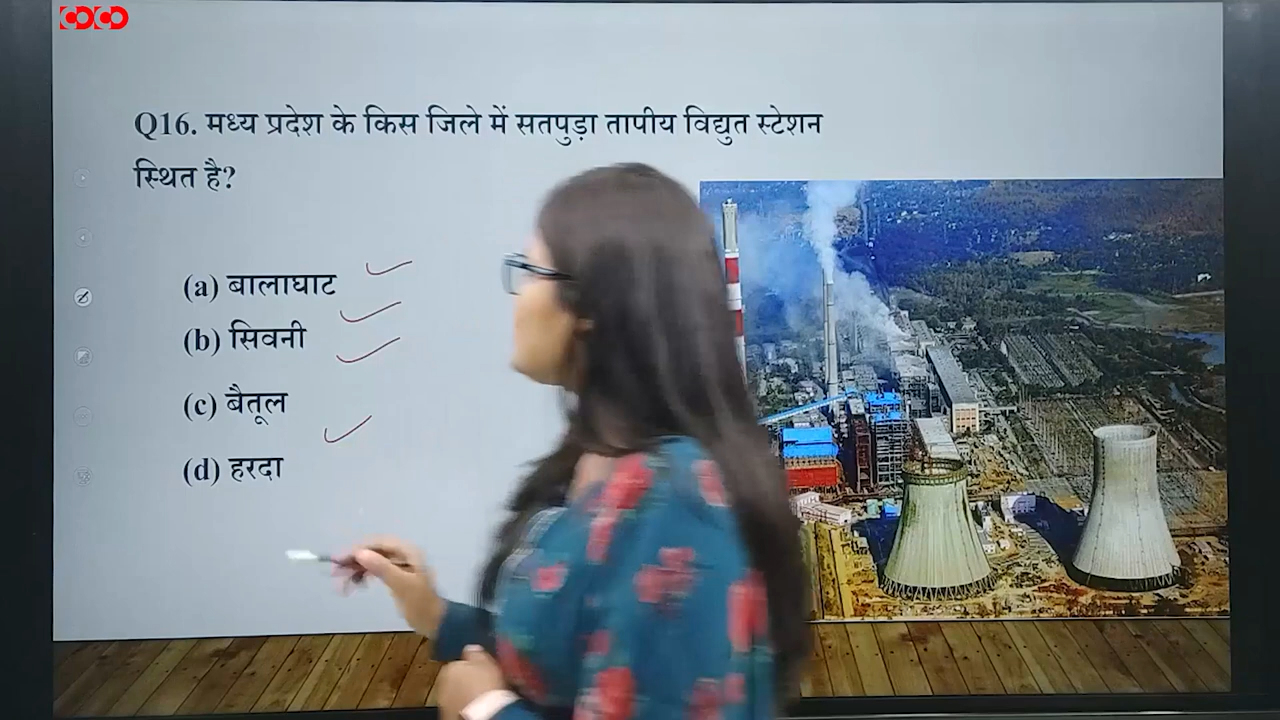 Q16. मध्य प्रदेश के किस जिले में सतपुड़ा तापीय विद्युत स्टेशन
स्थित है?
(a) बालाघाट
(b) सिवनी
(c) बैतूल
(d) हरदा